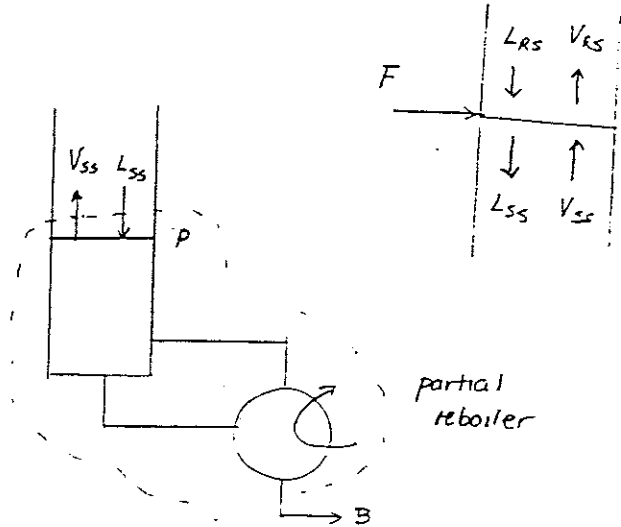 L_RS V_RS
F
L_SS V_SS
V_SS L_SS
P
partial
reboiler
B